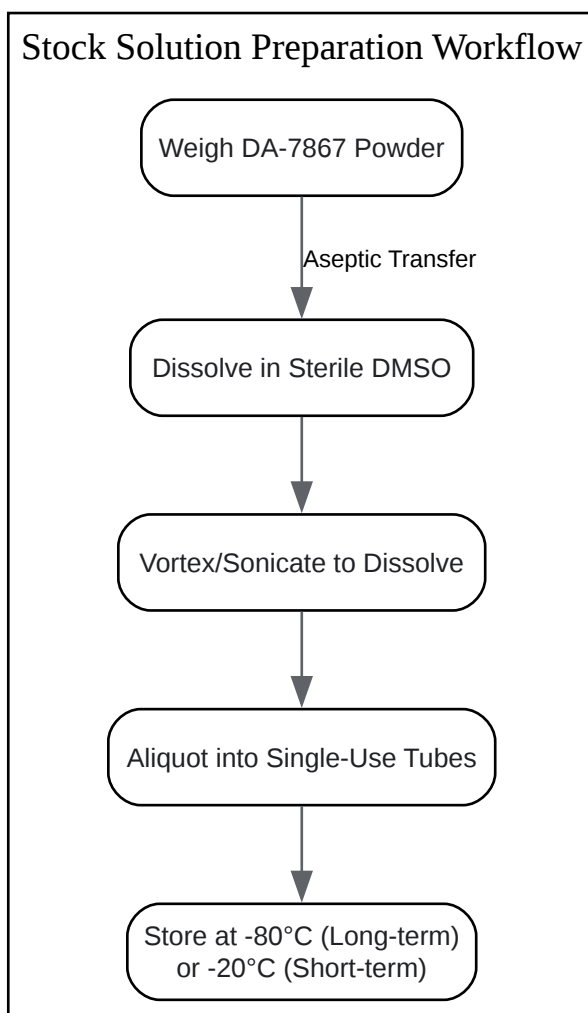 Stock Solution Preparation Workflow
Weigh DA-7867 Powder
Aseptic Transfer
Dissolve in Sterile DMSO
Vortex/Sonicate to Dissolve
Aliquot into Single-Use Tubes
Store at -80°C (Long-term)
or -20°C (Short-term)